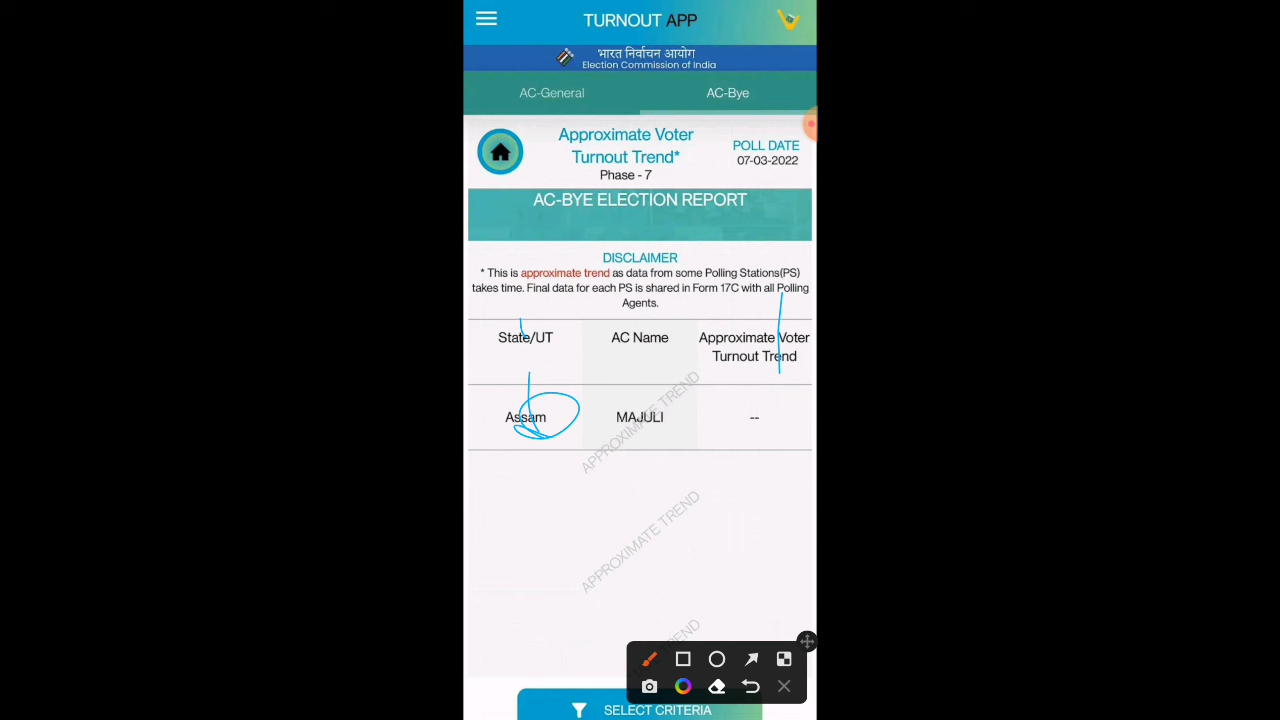 TURNOUT APP
भारत निर्वाचन आयोग
Election Commission of India
AC-General AC-Bye
Approximate Voter
Turnout Trend*
Phase - 7
POLL DATE
07-03-2022
AC-BYE ELECTION REPORT
DISCLAIMER
* This is approximate trend as data from some Polling Stations(PS)
takes time. Final data for each PS is shared in Form 17C with all Polling
Agents.
State/UT AC Name Approximate Voter
Turnout Trend
Assam MAJULI --
APPROXIMATE TREND
APPROXIMATE TREND
APPROXIMATE TREND
SELECT CRITERIA